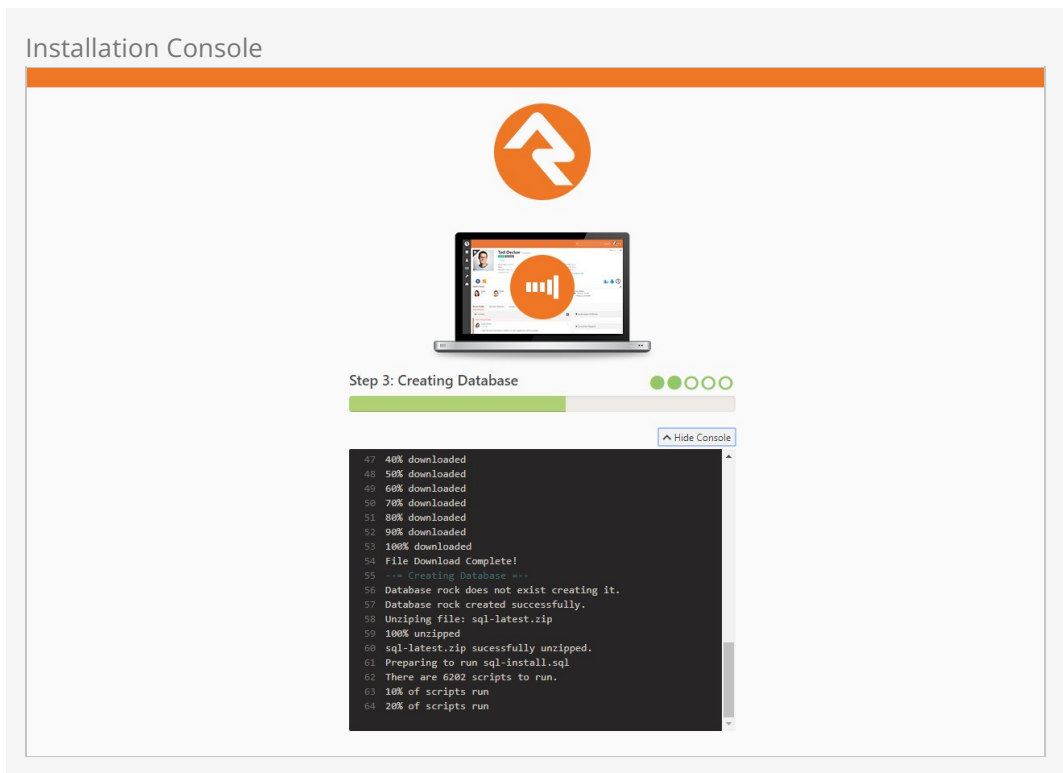 Installation Console
Ted Decker
Step 3: Creating Database
Hide Console
47 40% downloaded
48 50% downloaded
49 60% downloaded
50 70% downloaded
51 80% downloaded
52 90% downloaded
53 100% downloaded
54 File Download Complete!
55 --= Creating Database =--
56 Database rock does not exist creating it.
57 Database rock created successfully.
58 Unziping file: sql-latest.zip
59 100% unzipped
60 sql-latest.zip sucessfully unzipped.
61 Preparing to run sql-install.sql
62 There are 6202 scripts to run.
63 10% of scripts run
64 20% of scripts run